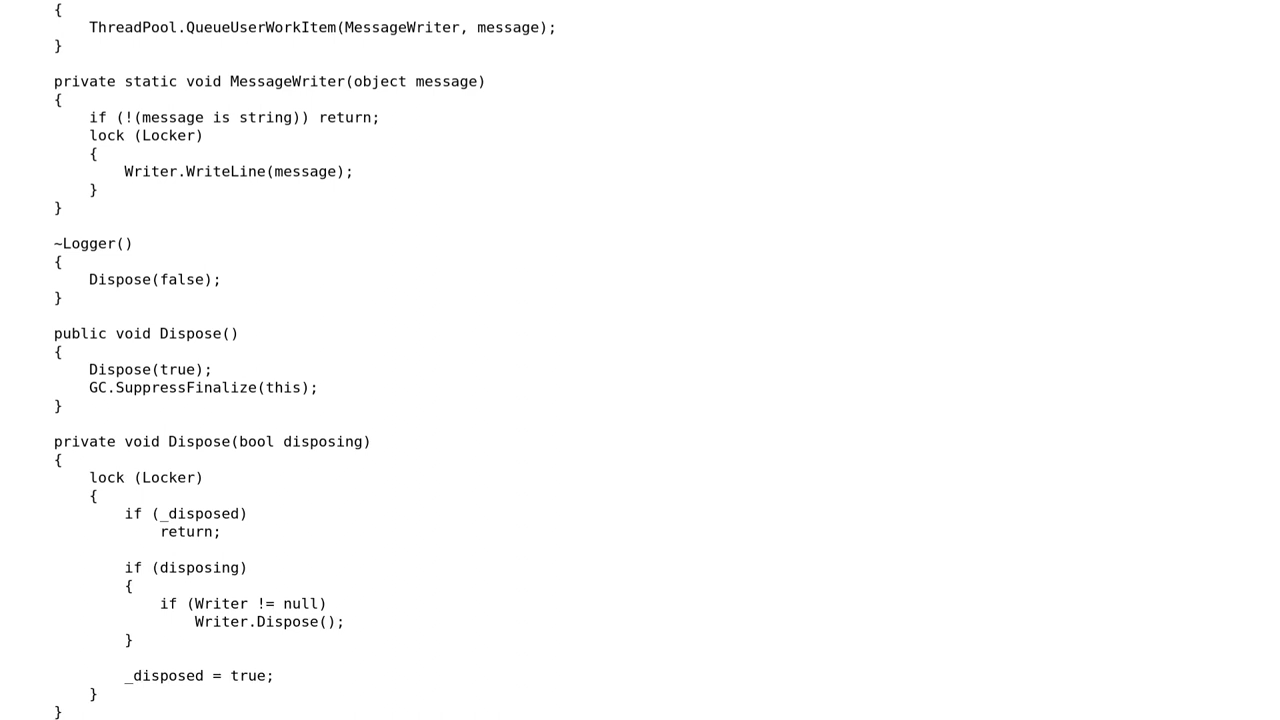 {
ThreadPool.QueueUserWorkItem(MessageWriter, message);
}
private static void MessageWriter(object message)
{
if (!(message is string)) return;
lock (Locker)
{
Writer.WriteLine(message);
}
}
~Logger()
{
Dispose(false);
}
public void Dispose()
{
Dispose(true);
GC.SuppressFinalize(this);
}
private void Dispose(bool disposing)
{
lock (Locker)
{
if (_disposed)
return;
if (disposing)
{
if (Writer != null)
Writer.Dispose();
}
_disposed = true;
}
}